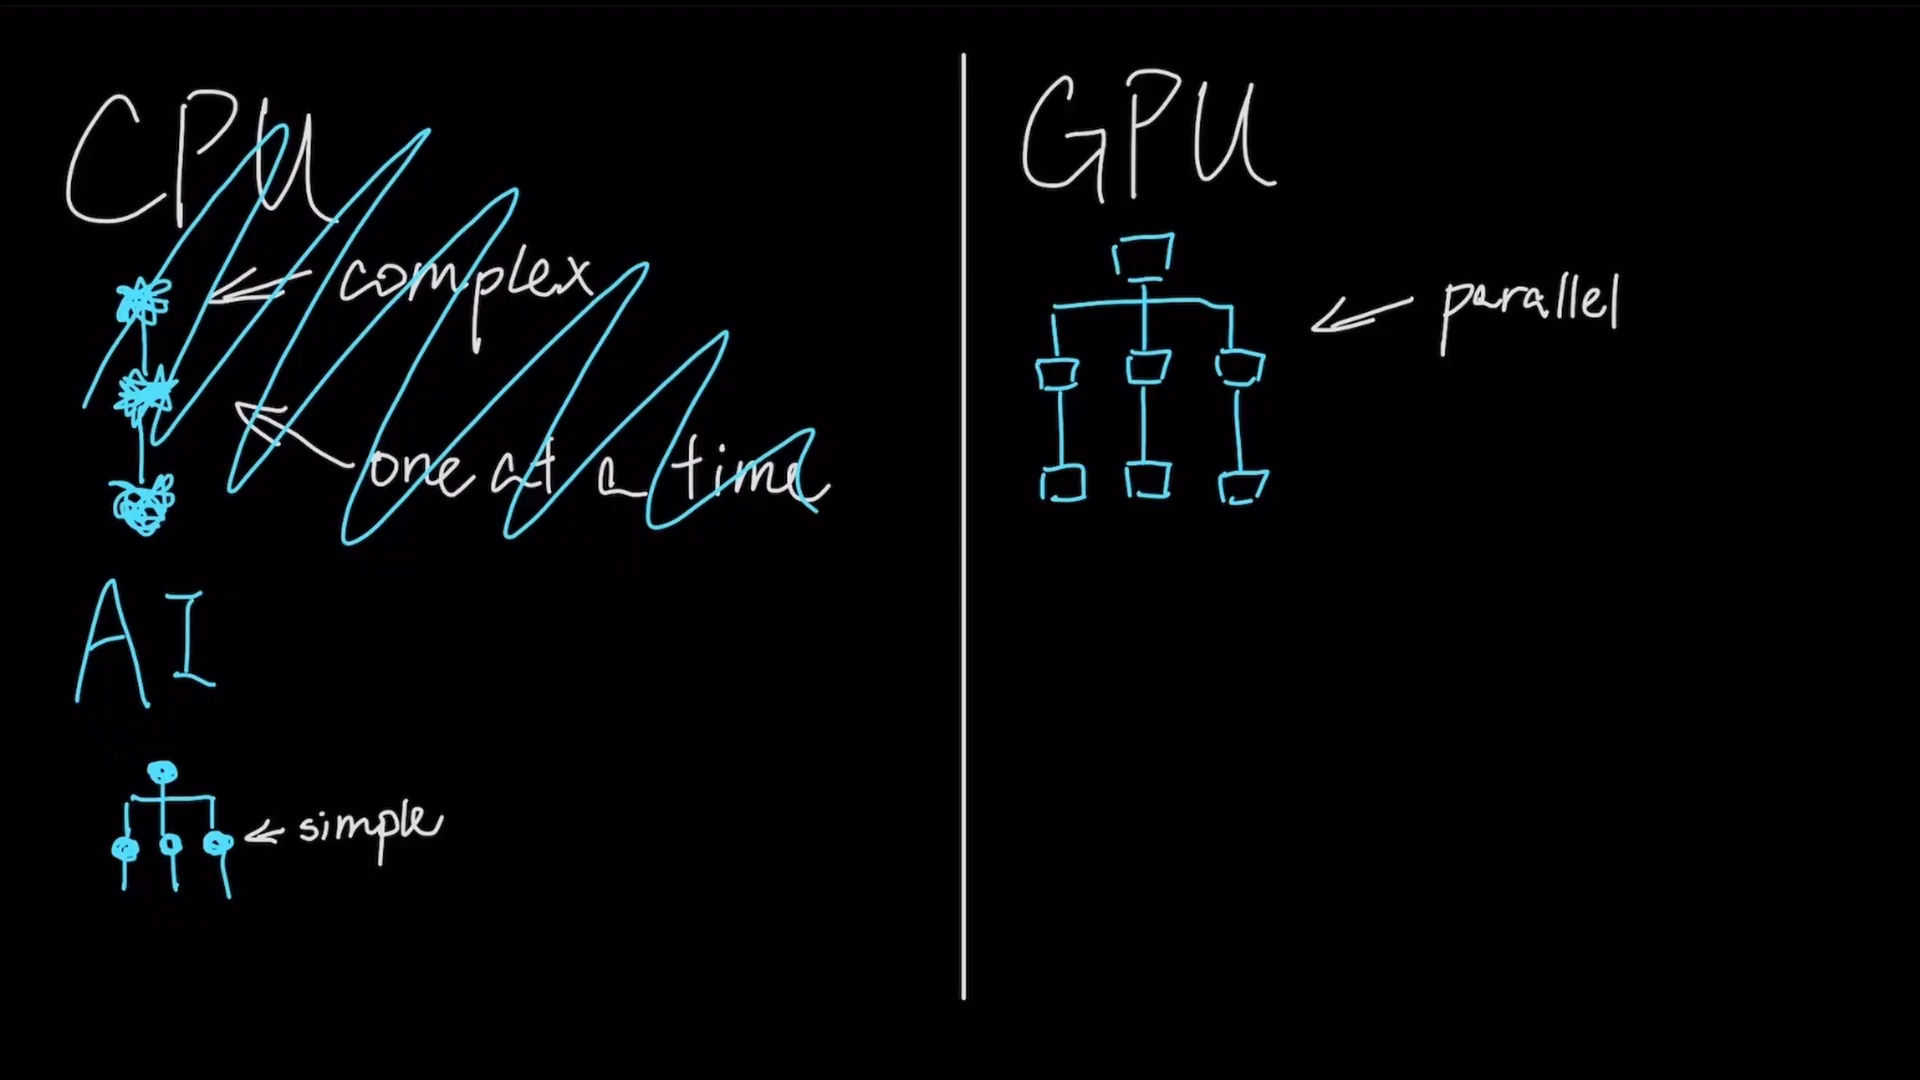 CPU
complex
one at a time
AI
simple
GPU
parallel